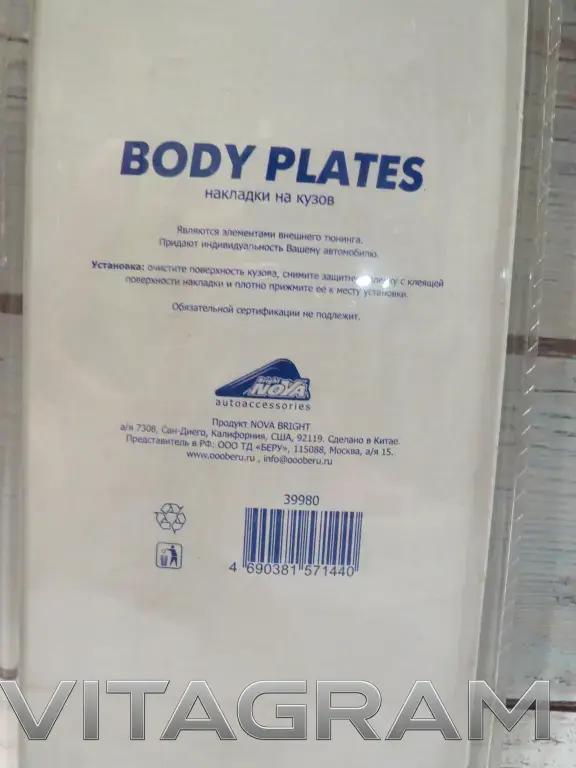 BODY PLATES
накладки на кузов
Являются элементами внешнего тюнинга.
Придают индивидуальность Вашему автомобилю.
Установка: очистите поверхность кузова, снимите защитную пленку с клеящей
поверхности накладки и плотно прижмите её к месту установки.
Обязательной сертификации не подлежит.
NOVA
autoaccessories
Продукт NOVA BRIGHT
а/я 7308, Сан-Диего, Калифорния, США, 92119. Сделано в Китае.
Представитель в РФ: ООО ТД «БЕРУ», 115088, Москва, а/я 15.
www.oooberu.ru , info@oooberu.ru
39980
4 690381 571440
VITAGRAM